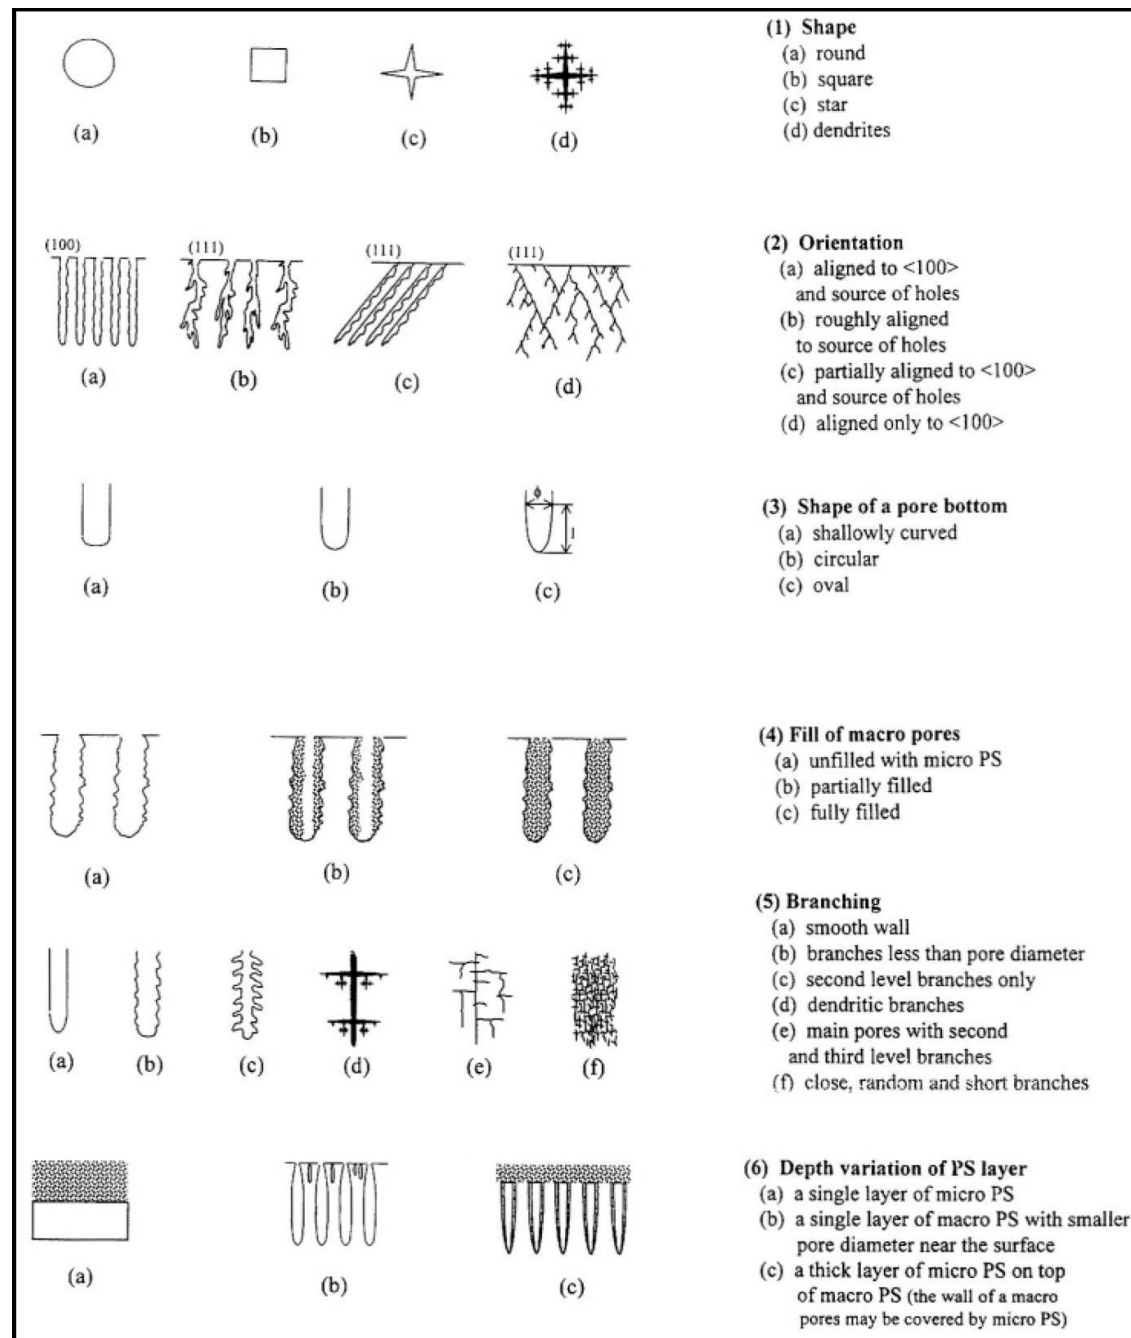 (a)
(b)
(c)
(d)
(1) Shape
(a) round
(b) square
(c) star
(d) dendrites
(100)
(111)
(111)
(111)
(a)
(b)
(c)
(d)
(2) Orientation
(a) aligned to <100>
and source of holes
(b) roughly aligned
to source of holes
(c) partially aligned to <100>
and source of holes
(d) aligned only to <100>
ϕ
l
(a)
(b)
(c)
(3) Shape of a pore bottom
(a) shallowly curved
(b) circular
(c) oval
(a)
(b)
(c)
(4) Fill of macro pores
(a) unfilled with micro PS
(b) partially filled
(c) fully filled
(a)
(b)
(c)
(d)
(e)
(f)
(5) Branching
(a) smooth wall
(b) branches less than pore diameter
(c) second level branches only
(d) dendritic branches
(e) main pores with second
and third level branches
(f) close, random and short branches
(a)
(b)
(c)
(6) Depth variation of PS layer
(a) a single layer of micro PS
(b) a single layer of macro PS with smaller
pore diameter near the surface
(c) a thick layer of micro PS on top
of macro PS (the wall of a macro
pores may be covered by micro PS)